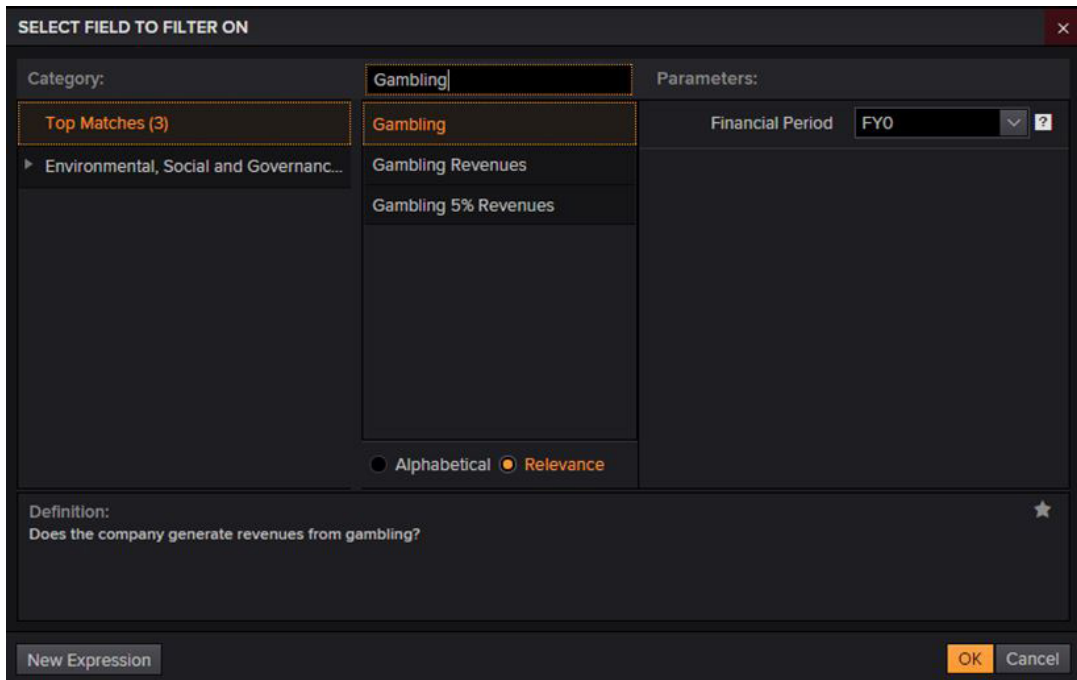 SELECT FIELD TO FILTER ON
Category:
Gambling
Parameters:
Top Matches (3)
Gambling
Financial Period
FY0
?
Environmental, Social and Governanc...
Gambling Revenues
Gambling 5% Revenues
Alphabetical
Relevance
Definition:
Does the company generate revenues from gambling?
New Expression
OK
Cancel